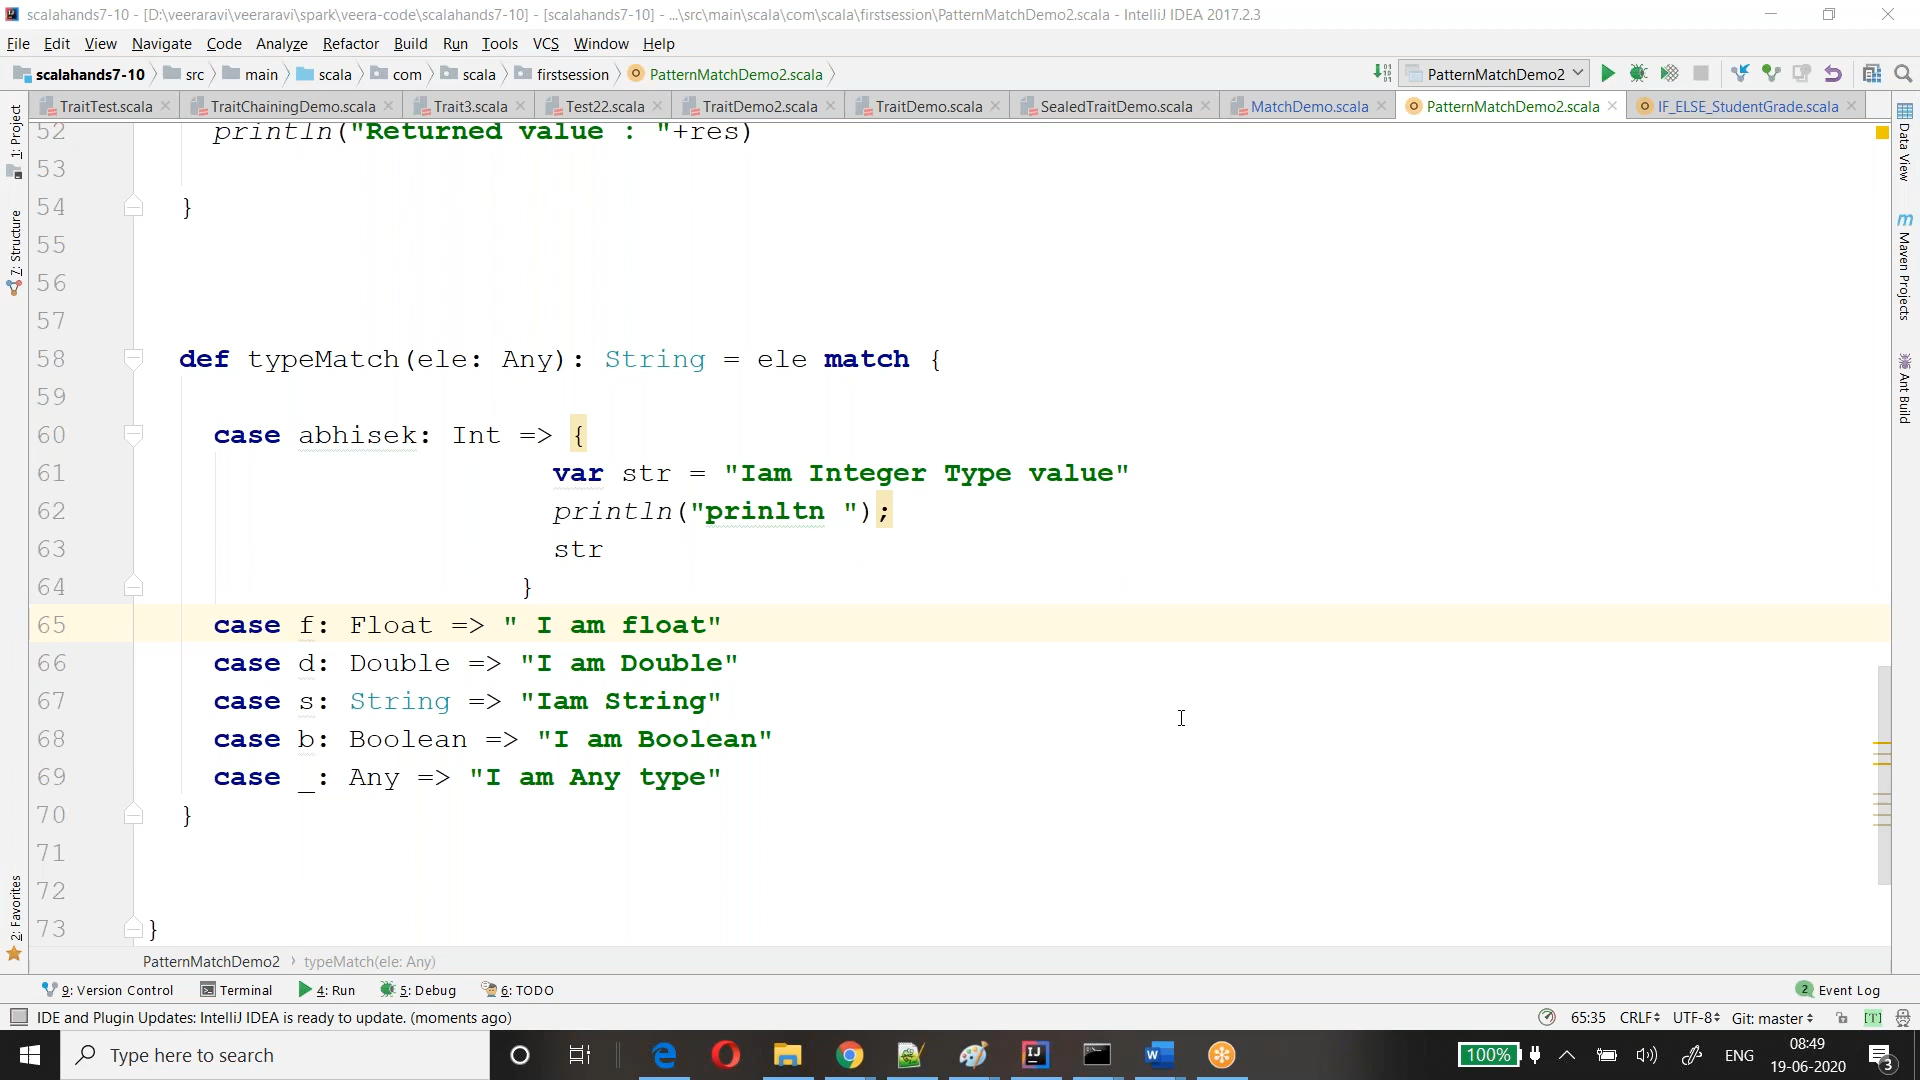 scalahands7-10 - [D:\veeraravi\veeraravi\spark\veera-code\scalahands7-10] - [scalahands7-10] - ...\src\main\scala\com\scala\firstsession\PatternMatchDemo2.scala - IntelliJ IDEA 2017.2.3
File Edit View Navigate Code Analyze Refactor Build Run Tools VCS Window Help
scalahands7-10 src main scala com scala firstsession PatternMatchDemo2.scala PatternMatchDemo2
TraitTest.scala TraitChainingDemo.scala Trait3.scala Test22.scala TraitDemo2.scala TraitDemo.scala SealedTraitDemo.scala MatchDemo.scala PatternMatchDemo2.scala IF_ELSE_StudentGrade.scala
1: Project
7: Structure
2: Favorites
Data View
Maven Projects
Ant Build
52 println("Returned value : "+res)
53
54 }
55
56
57
58 def typeMatch(ele: Any): String = ele match {
59
60 case abhisek: Int => {
61 var str = "Iam Integer Type value"
62 println("prinltn ");
63 str
64 }
65 case f: Float => " I am float"
66 case d: Double => "I am Double"
67 case s: String => "Iam String"
68 case b: Boolean => "I am Boolean"
69 case _: Any => "I am Any type"
70 }
71
72
73 }
PatternMatchDemo2 typeMatch(ele: Any)
9: Version Control Terminal 4: Run 5: Debug 6: TODO 2 Event Log
IDE and Plugin Updates: IntelliJ IDEA is ready to update. (moments ago) 65:35 CRLF UTF-8 Git: master [T]
Type here to search 100% ENG 08:49
19-06-2020 3